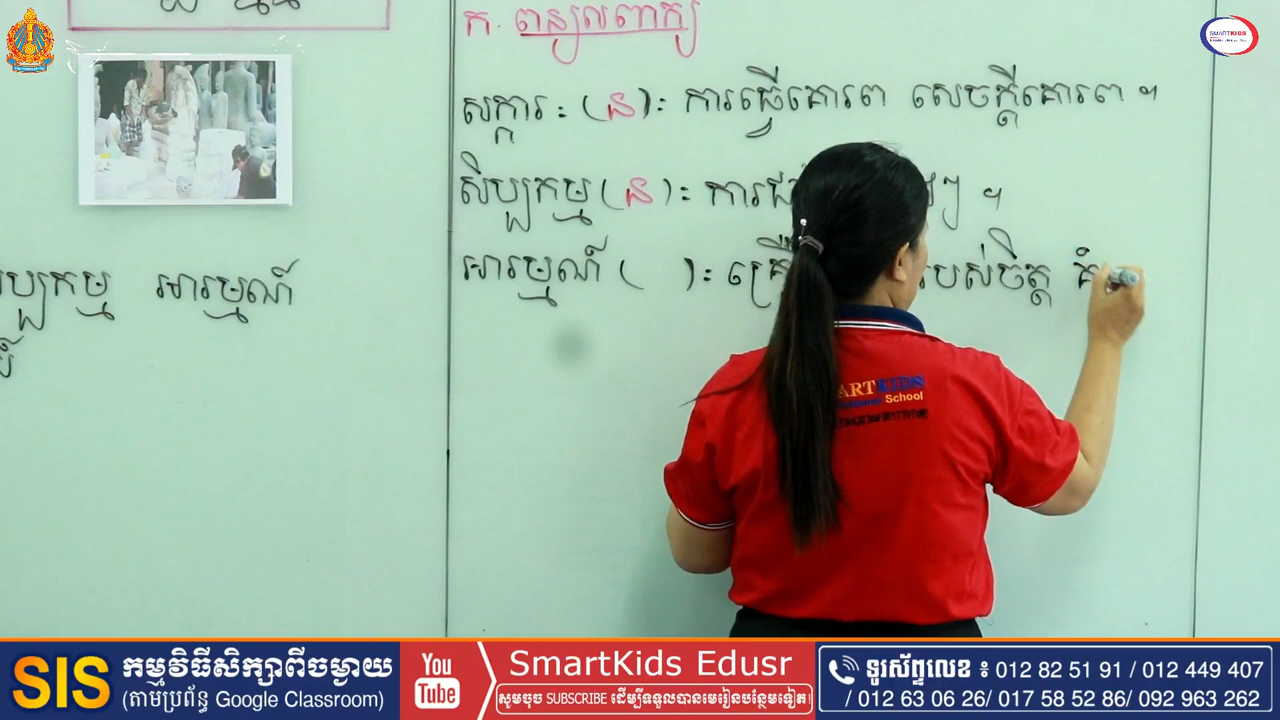 ក. ពន្យលពាក្យ
សក្ការៈ (ន): ការធ្វើគោរព សេចក្តីគោរព ។
សិប្បកម្ម (ន): ការ ៗ ។
អារម្មណ៍ ( ): របស់ចិត្ត គំ
ប្បកម្ម អារម្មណ៍
SMARTKIDS
ART KIDS
School
SIS កម្មវិធីសិក្សាពីចម្ងាយ
(តាមប្រព័ន្ធ Google Classroom)
You Tube
SmartKids Edusr
សូមចុច SUBSCRIBE ដើម្បីទទួលបានមេរៀនបន្ថែមទៀត!
ទូរស័ព្ទលេខ ៖ 012 82 51 91 / 012 449 407
/ 012 63 06 26/ 017 58 52 86/ 092 963 262